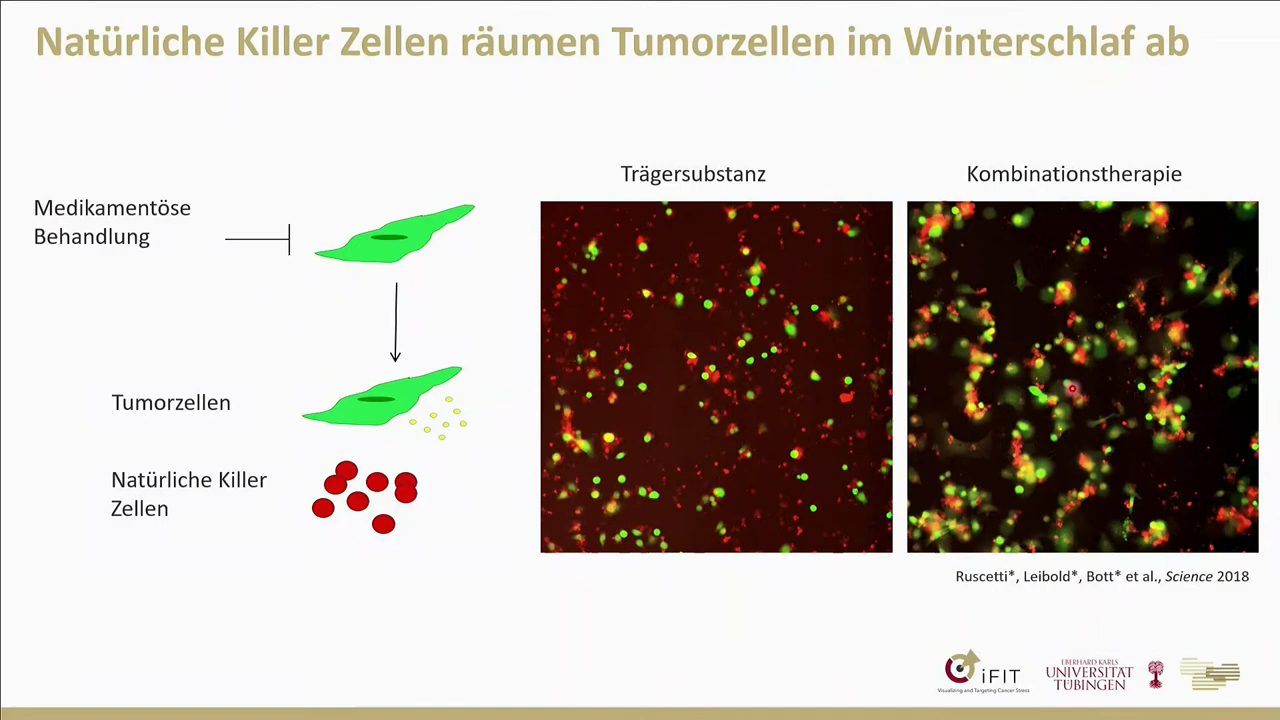 Natürliche Killer Zellen räumen Tumorzellen im Winterschlaf ab
Trägersubstanz
Kombinationstherapie
Medikamentöse
Behandlung
Tumorzellen
Natürliche Killer
Zellen
Ruscetti*, Leibold*, Bott* et al., Science 2018
iFIT
Visualizing and Targeting Cancer Stress
EBERHARD KARLS
UNIVERSITÄT
TÜBINGEN